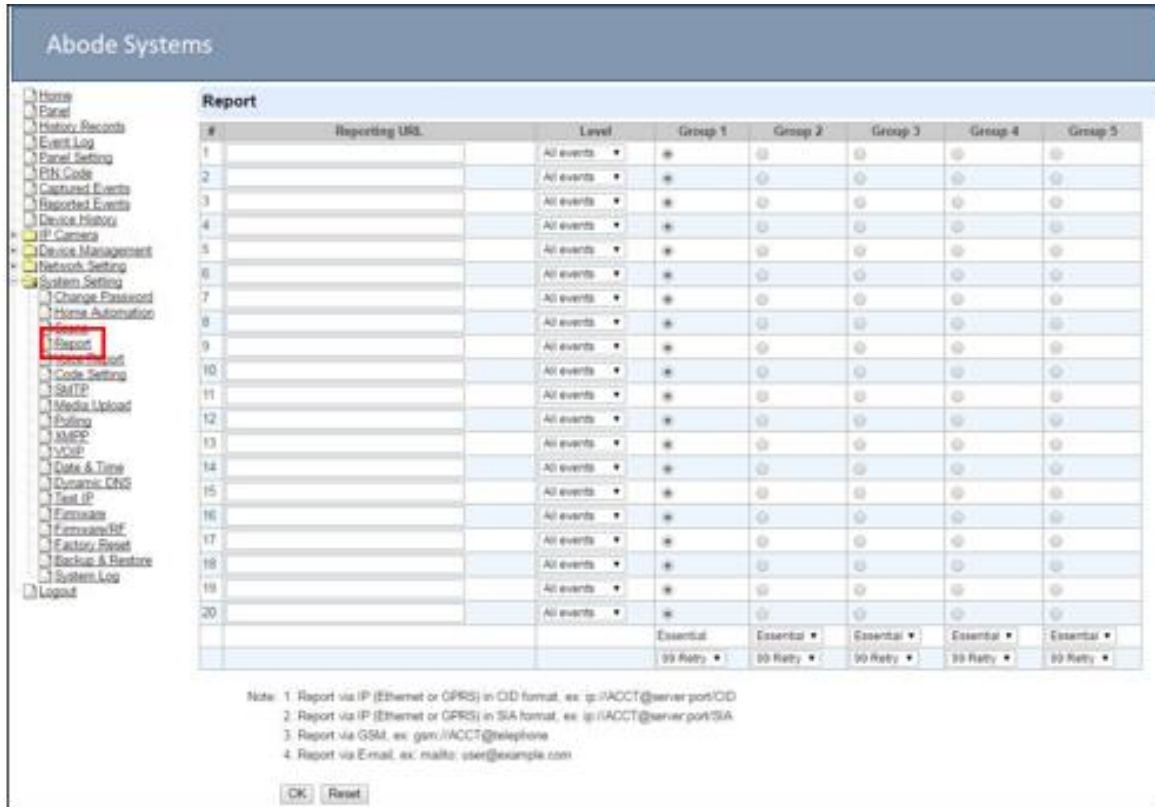 Abode Systems
Home
Panel
History Records
Event Log
Panel Setting
PIN Code
Captured Events
Reported Events
Device History
IP Camera
Device Management
Network Setting
System Setting
Change Password
Home Automation
Scene
Report
Voice Report
Code Setting
SMTP
Media Upload
Polling
XMPP
VOIP
Date & Time
Dynamic DNS
Test IP
Firmware
Firmware/RF
Factory Reset
Backup & Restore
System Log
Logout
Report
# Reporting URL Level Group 1 Group 2 Group 3 Group 4 Group 5
1 All events
2 All events
3 All events
4 All events
5 All events
6 All events
7 All events
8 All events
9 All events
10 All events
11 All events
12 All events
13 All events
14 All events
15 All events
16 All events
17 All events
18 All events
19 All events
20 All events
Essential Essential Essential Essential Essential
99 Retry 99 Retry 99 Retry 99 Retry 99 Retry
Note: 1. Report via IP (Ethernet or GPRS) in CID format, ex: ip://ACCT@server:port/CID
2. Report via IP (Ethernet or GPRS) in SIA format, ex: ip://ACCT@server:port/SIA
3. Report via GSM, ex: gsm://ACCT@telephone
4. Report via E-mail, ex: mailto: user@example.com
OK Reset